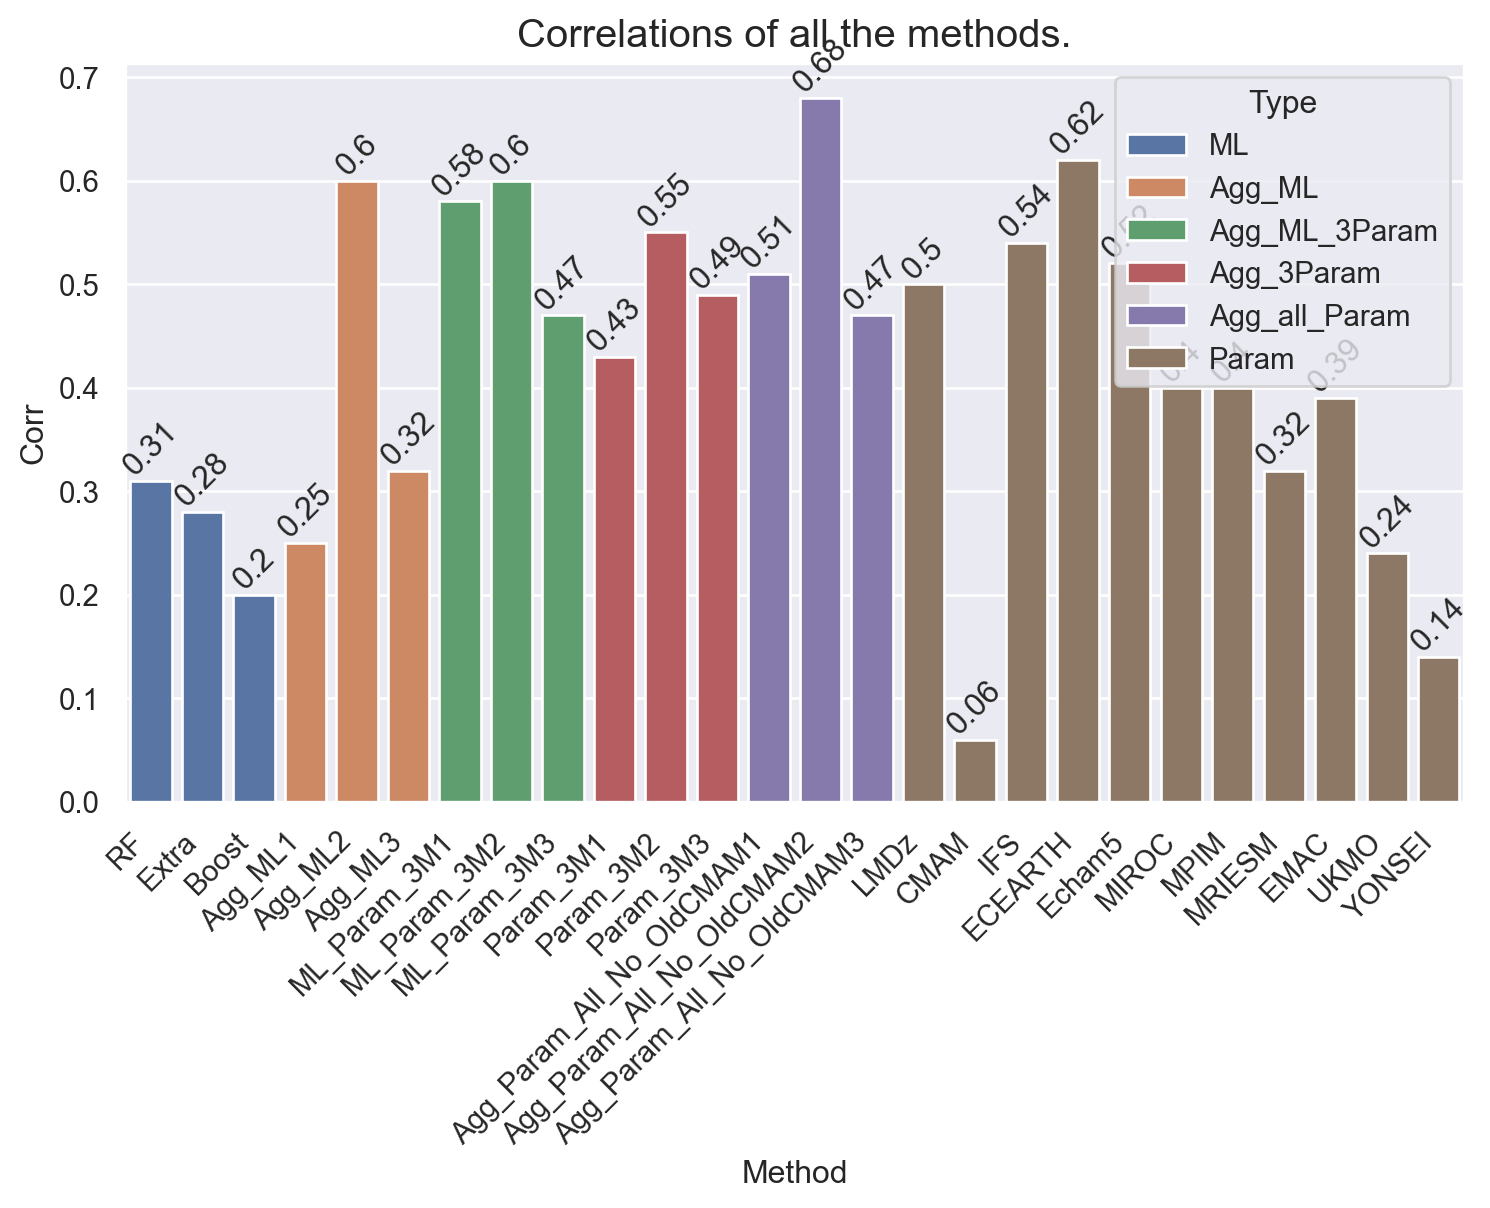 Correlations of all the methods.
Corr
0.7
0.6
0.5
0.4
0.3
0.2
0.1
0.0
0.31
0.28
0.2
0.25
0.6
0.32
0.58
0.6
0.47
0.43
0.55
0.49
0.51
0.68
0.47
0.5
0.06
0.54
0.62
0.52
0.4
0.4
0.32
0.39
0.24
0.14
Type
ML
Agg_ML
Agg_ML_3Param
Agg_3Param
Agg_all_Param
Param
RF
Extra
Boost
Agg_ML1
Agg_ML2
Agg_ML3
ML_Param_3M1
ML_Param_3M2
ML_Param_3M3
Param_3M1
Param_3M2
Param_3M3
Agg_Param_All_No_OldCMAM1
Agg_Param_All_No_OldCMAM2
Agg_Param_All_No_OldCMAM3
LMDz
CMAM
IFS
ECEARTH
Echam5
MIROC
MPIM
MRIESM
EMAC
UKMO
YONSEI
Method